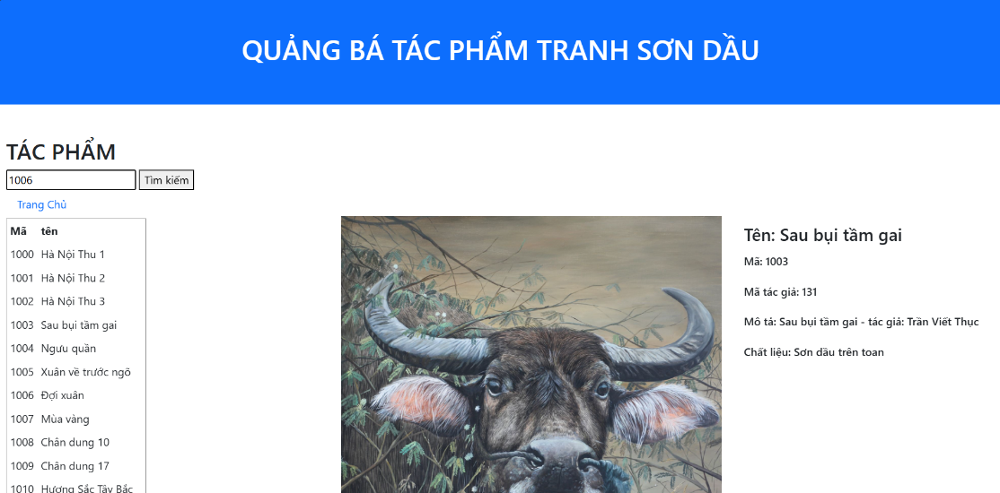 QUẢNG BÁ TÁC PHẨM TRANH SƠN DẦU
TÁC PHẨM
1006 Tìm kiếm
Trang Chủ
Mã tên
1000 Hà Nội Thu 1
1001 Hà Nội Thu 2
1002 Hà Nội Thu 3
1003 Sau bụi tầm gai
1004 Ngưu quần
1005 Xuân về trước ngõ
1006 Đợi xuân
1007 Mùa vàng
1008 Chân dung 10
1009 Chân dung 17
1010 Hương Sắc Tây Bắc
Tên: Sau bụi tầm gai
Mã: 1003
Mã tác giả: 131
Mô tả: Sau bụi tầm gai - tác giả: Trần Viết Thục
Chất liệu: Sơn dầu trên toan